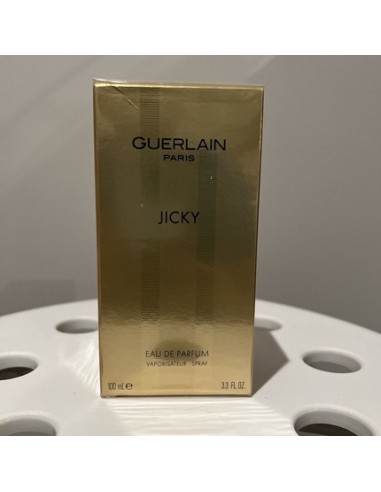 GUERLAIN
PARIS
JICKY
EAU DE PARFUM
VAPORISATEUR SPRAY
100 mL℮ 3.3 FL.OZ.